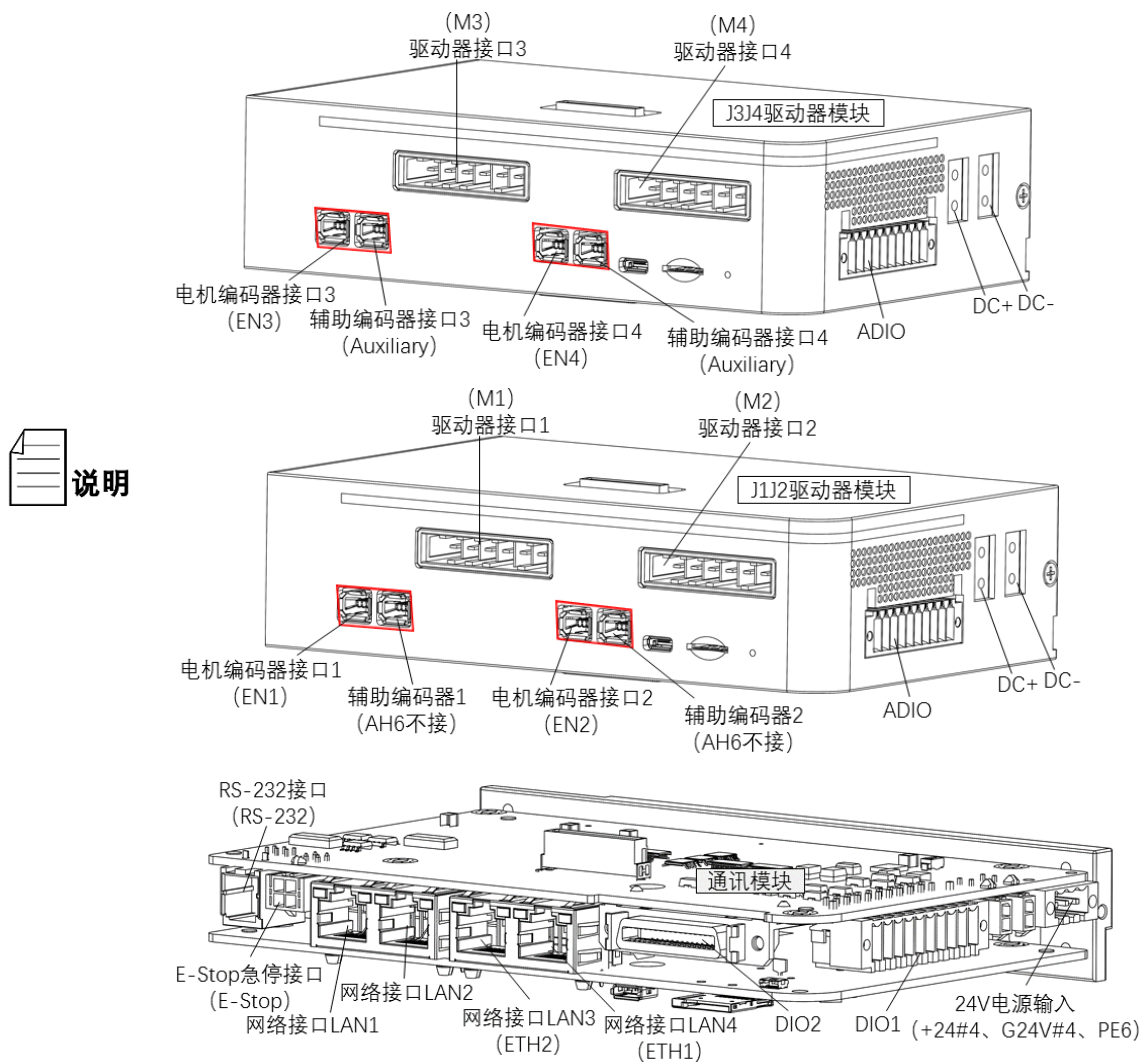 （M3）
驱动器接口3
（M4）
驱动器接口4
J3J4驱动器模块
电机编码器接口3
（EN3）
辅助编码器接口3
（Auxiliary）
电机编码器接口4
（EN4）
辅助编码器接口4
（Auxiliary）
ADIO
DC+
DC-
（M1）
驱动器接口1
（M2）
驱动器接口2
J1J2驱动器模块
说明
电机编码器接口1
（EN1）
辅助编码器1
（AH6不接）
电机编码器接口2
（EN2）
辅助编码器2
（AH6不接）
ADIO
DC+
DC-
RS-232接口
（RS-232）
通讯模块
E-Stop急停接口
（E-Stop）
网络接口LAN1
网络接口LAN2
网络接口LAN3
（ETH2）
网络接口LAN4
（ETH1）
DIO2
DIO1
24V电源输入
（+24#4、G24V#4、PE6）